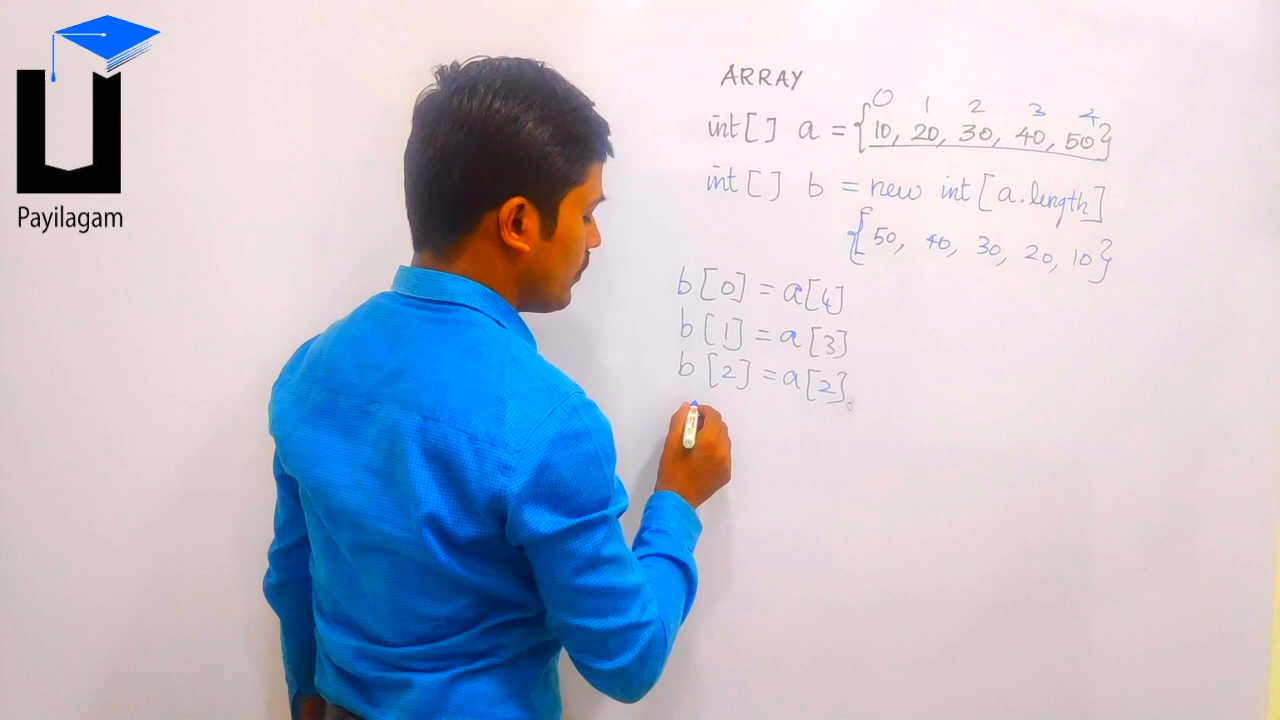 Payilagam
ARRAY
0 1 2 3 4
int[] a = {10, 20, 30, 40, 50}
int[] b = new int[a.length]
{50, 40, 30, 20, 10}
b[0] = a[4]
b[1] = a[3]
b[2] = a[2]